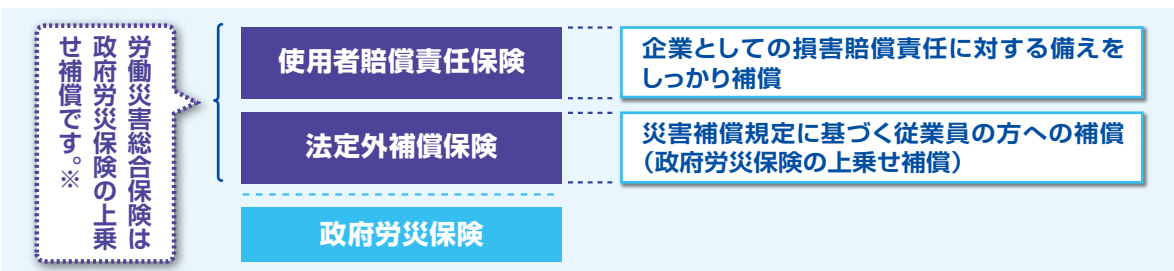 労働災害総合保険は
政府労災保険の上乗
せ補償です。※
使用者賠償責任保険
企業としての損害賠償責任に対する備えを
しっかり補償
法定外補償保険
災害補償規定に基づく従業員の方への補償
（政府労災保険の上乗せ補償）
政府労災保険